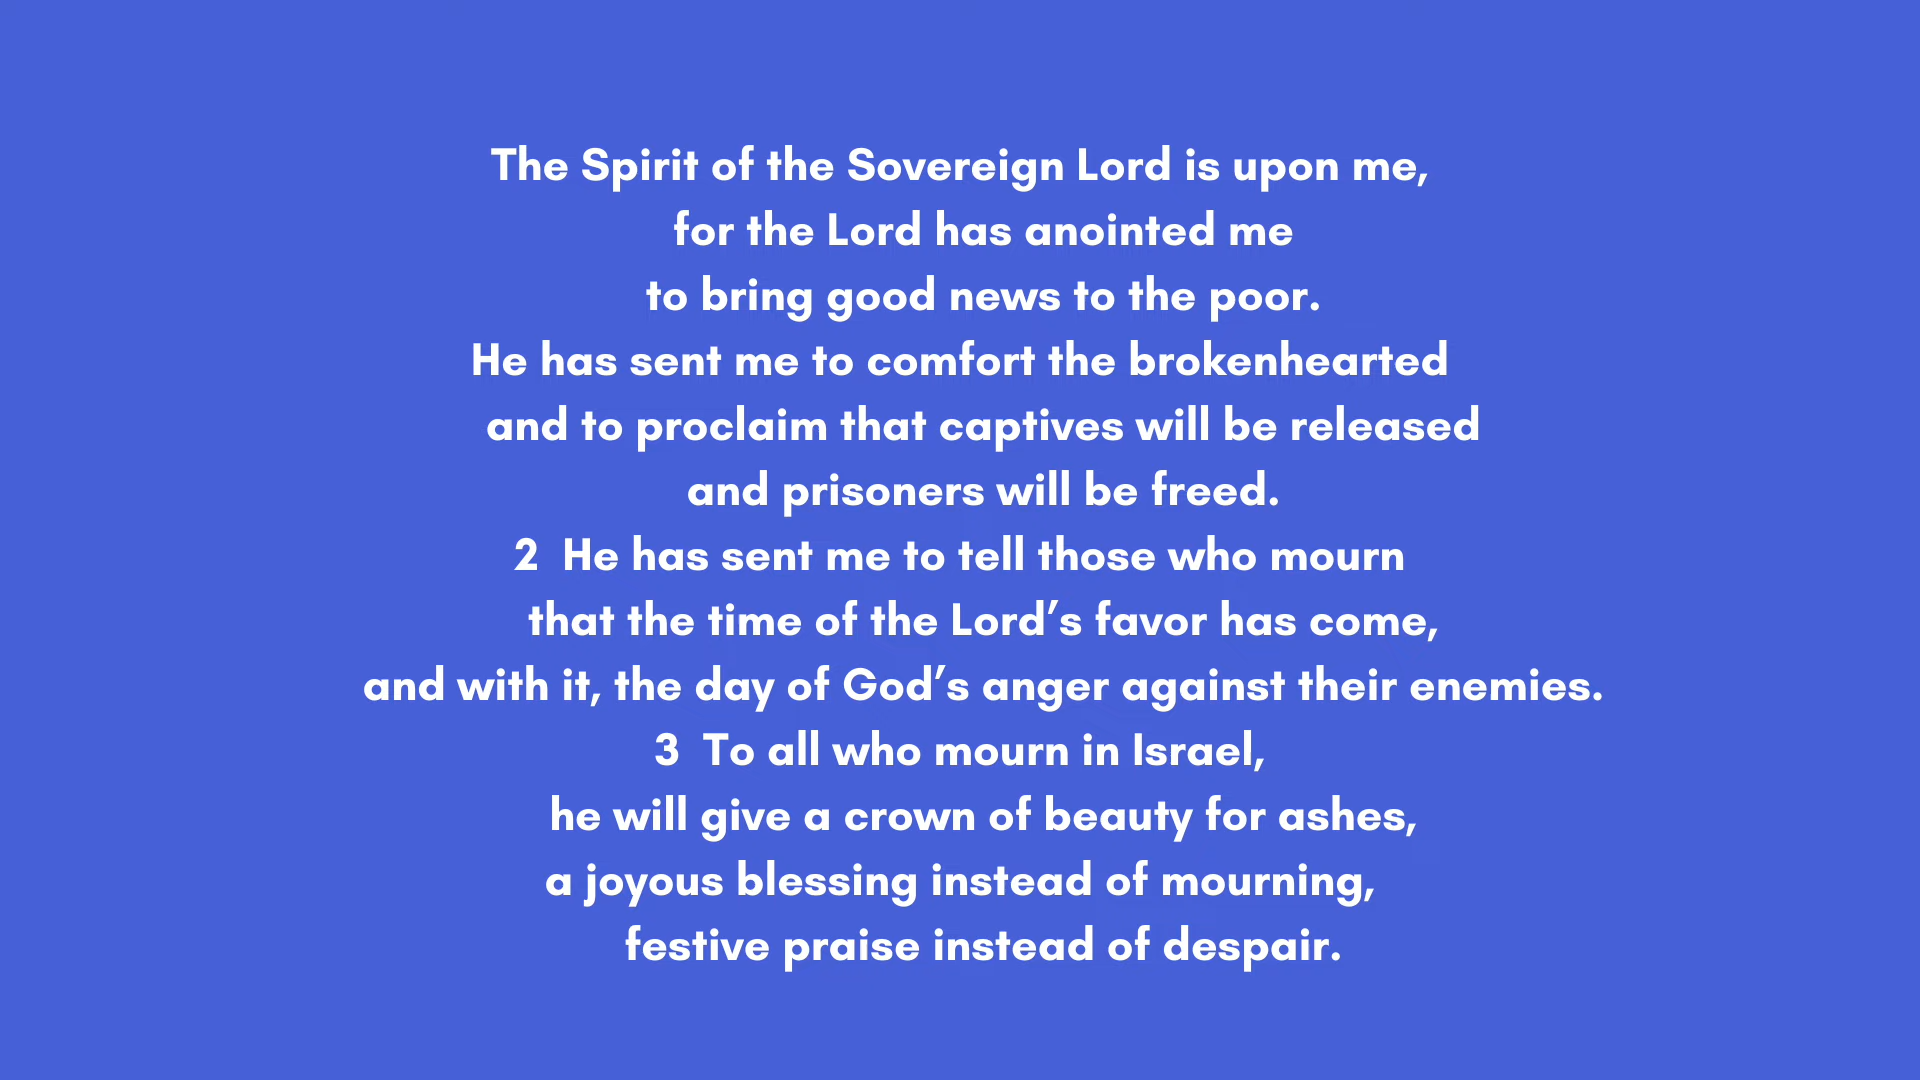 The Spirit of the Sovereign Lord is upon me,
for the Lord has anointed me
to bring good news to the poor.
He has sent me to comfort the brokenhearted
and to proclaim that captives will be released
and prisoners will be freed.
2  He has sent me to tell those who mourn
that the time of the Lord’s favor has come,
and with it, the day of God’s anger against their enemies.
3  To all who mourn in Israel,
he will give a crown of beauty for ashes,
a joyous blessing instead of mourning,
festive praise instead of despair.